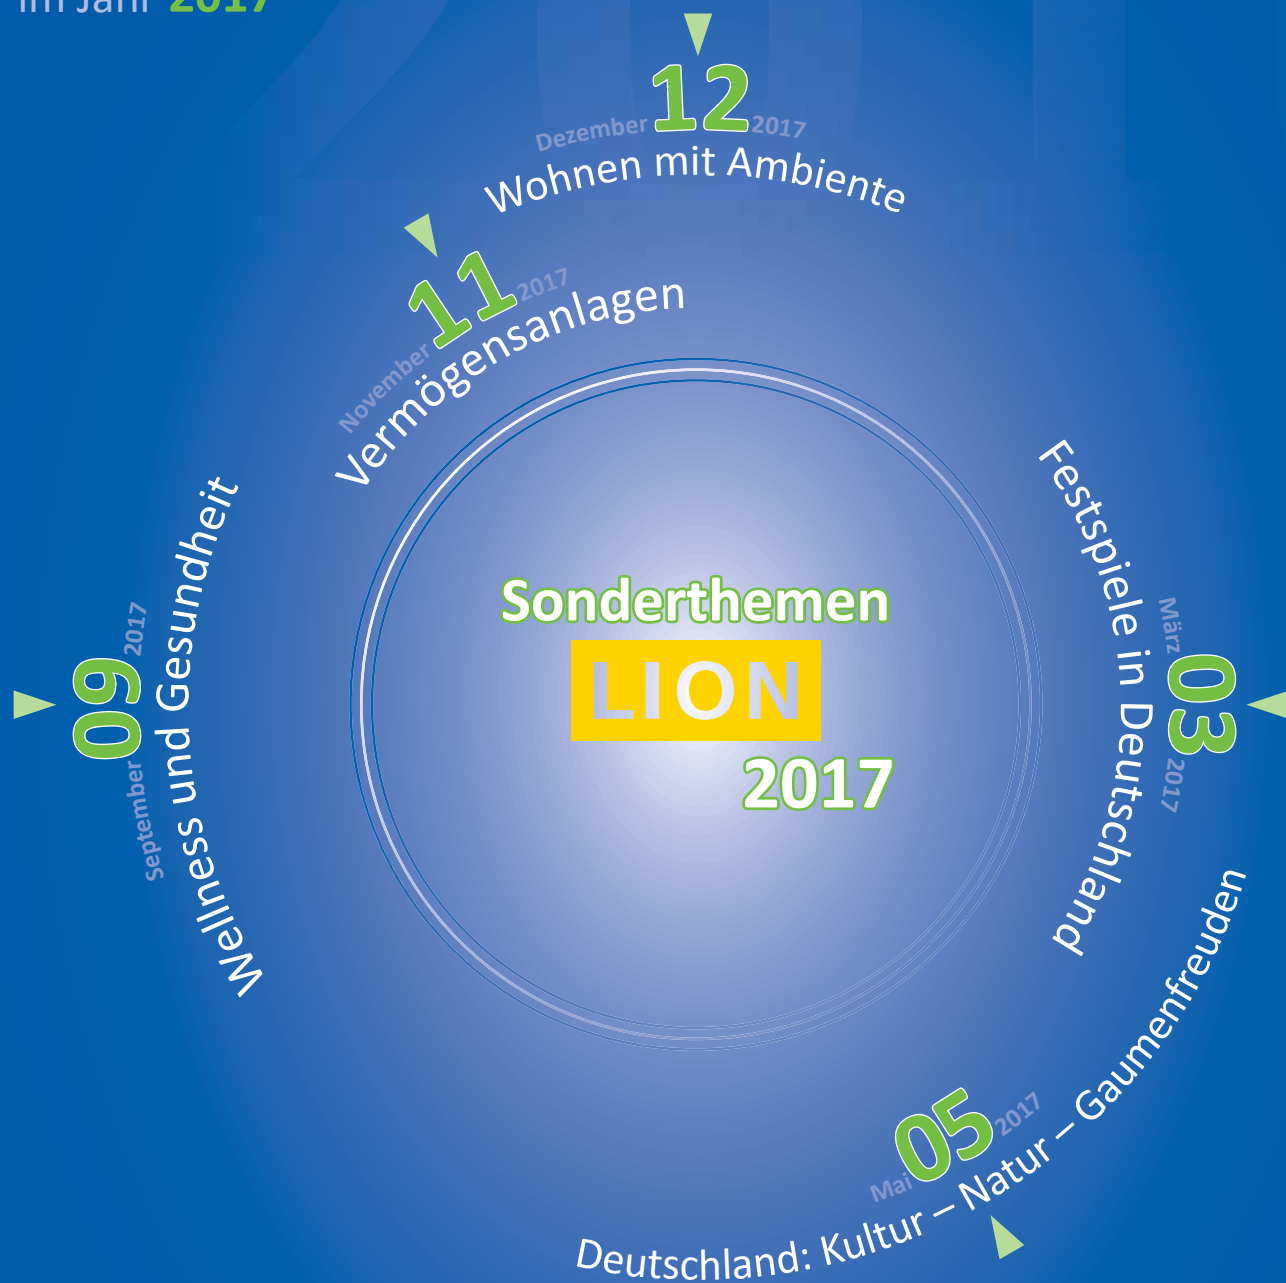 im Jahr 2017
Dezember 12 2017
Wohnen mit Ambiente
November 11 2017
Vermögensanlagen
September 09 2017
Wellness und Gesundheit
Sonderthemen
LION
2017
März 03 2017
Festspiele in Deutschland
Mai 05 2017
Deutschland: Kultur – Natur – Gaumenfreuden